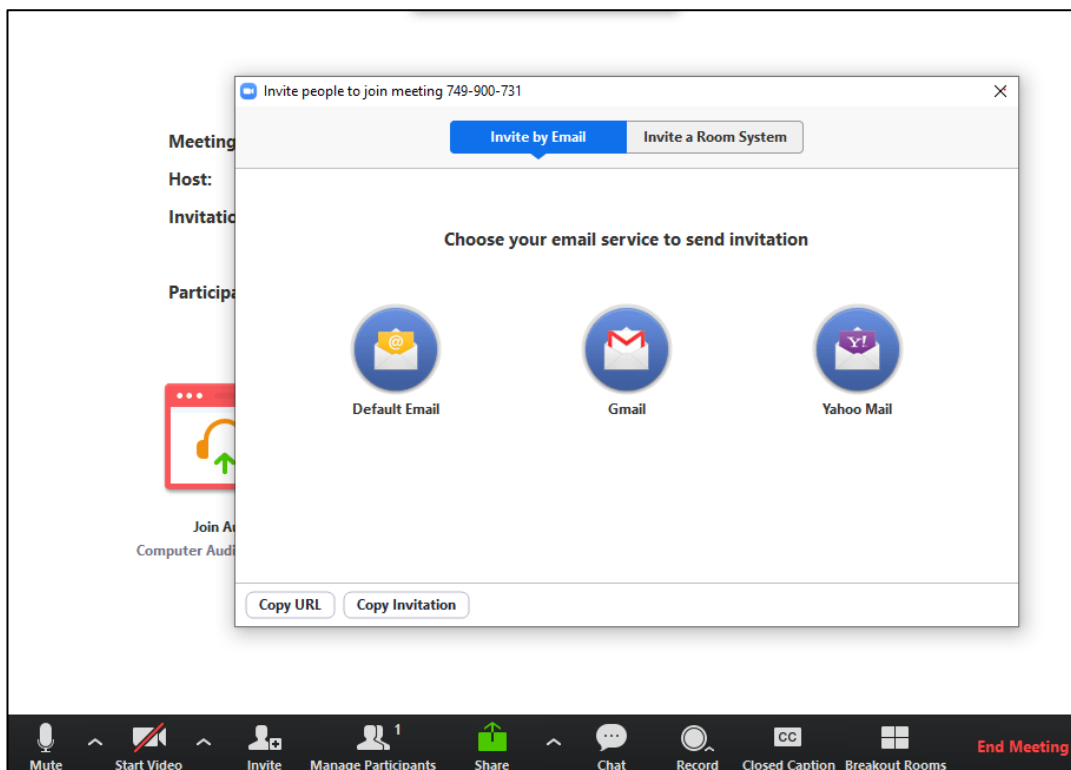 Invite people to join meeting 749-900-731
Invite by Email Invite a Room System
Meeting
Host:
Invitatio
Choose your email service to send invitation
Participa
@ Y!
Default Email Gmail Yahoo Mail
Join Au
Computer Audi
Copy URL Copy Invitation
1
CC
Mute Start Video Invite Manage Participants Share Chat Record Closed Caption Breakout Rooms End Meeting